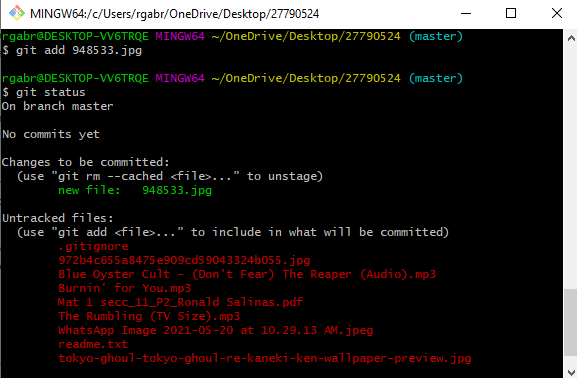 MINGW64:/c/Users/rgabr/OneDrive/Desktop/27790524
rgabr@DESKTOP-VV6TRQE MINGW64 ~/OneDrive/Desktop/27790524 (master)
$ git add 948533.jpg
rgabr@DESKTOP-VV6TRQE MINGW64 ~/OneDrive/Desktop/27790524 (master)
$ git status
On branch master
No commits yet
Changes to be committed:
(use "git rm --cached <file>..." to unstage)
new file:   948533.jpg
Untracked files:
(use "git add <file>..." to include in what will be committed)
.gitignore
972b4c655a8475e909cd59043324b055.jpg
Blue Oyster Cult - (Don't Fear) The Reaper (Audio).mp3
Burnin' for You.mp3
Mat 1 secc_11_P2_Ronald Salinas.pdf
The Rumbling (TV Size).mp3
WhatsApp Image 2021-05-20 at 10.29.13 AM.jpeg
readme.txt
tokyo-ghoul-tokyo-ghoul-re-kaneki-ken-wallpaper-preview.jpg